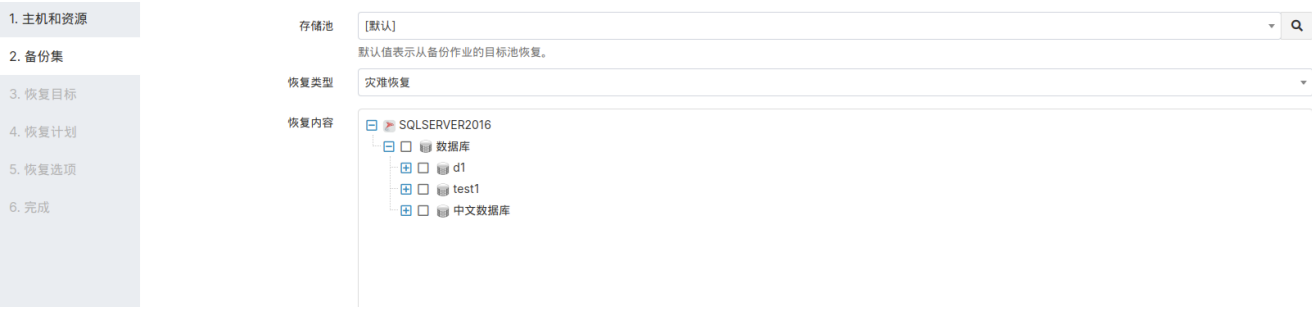 1. 主机和资源
2. 备份集
3. 恢复目标
4. 恢复计划
5. 恢复选项
6. 完成
存储池
[默认]
默认值表示从备份作业的目标池恢复。
恢复类型
灾难恢复
恢复内容
SQLSERVER2016
数据库
d1
test1
中文数据库